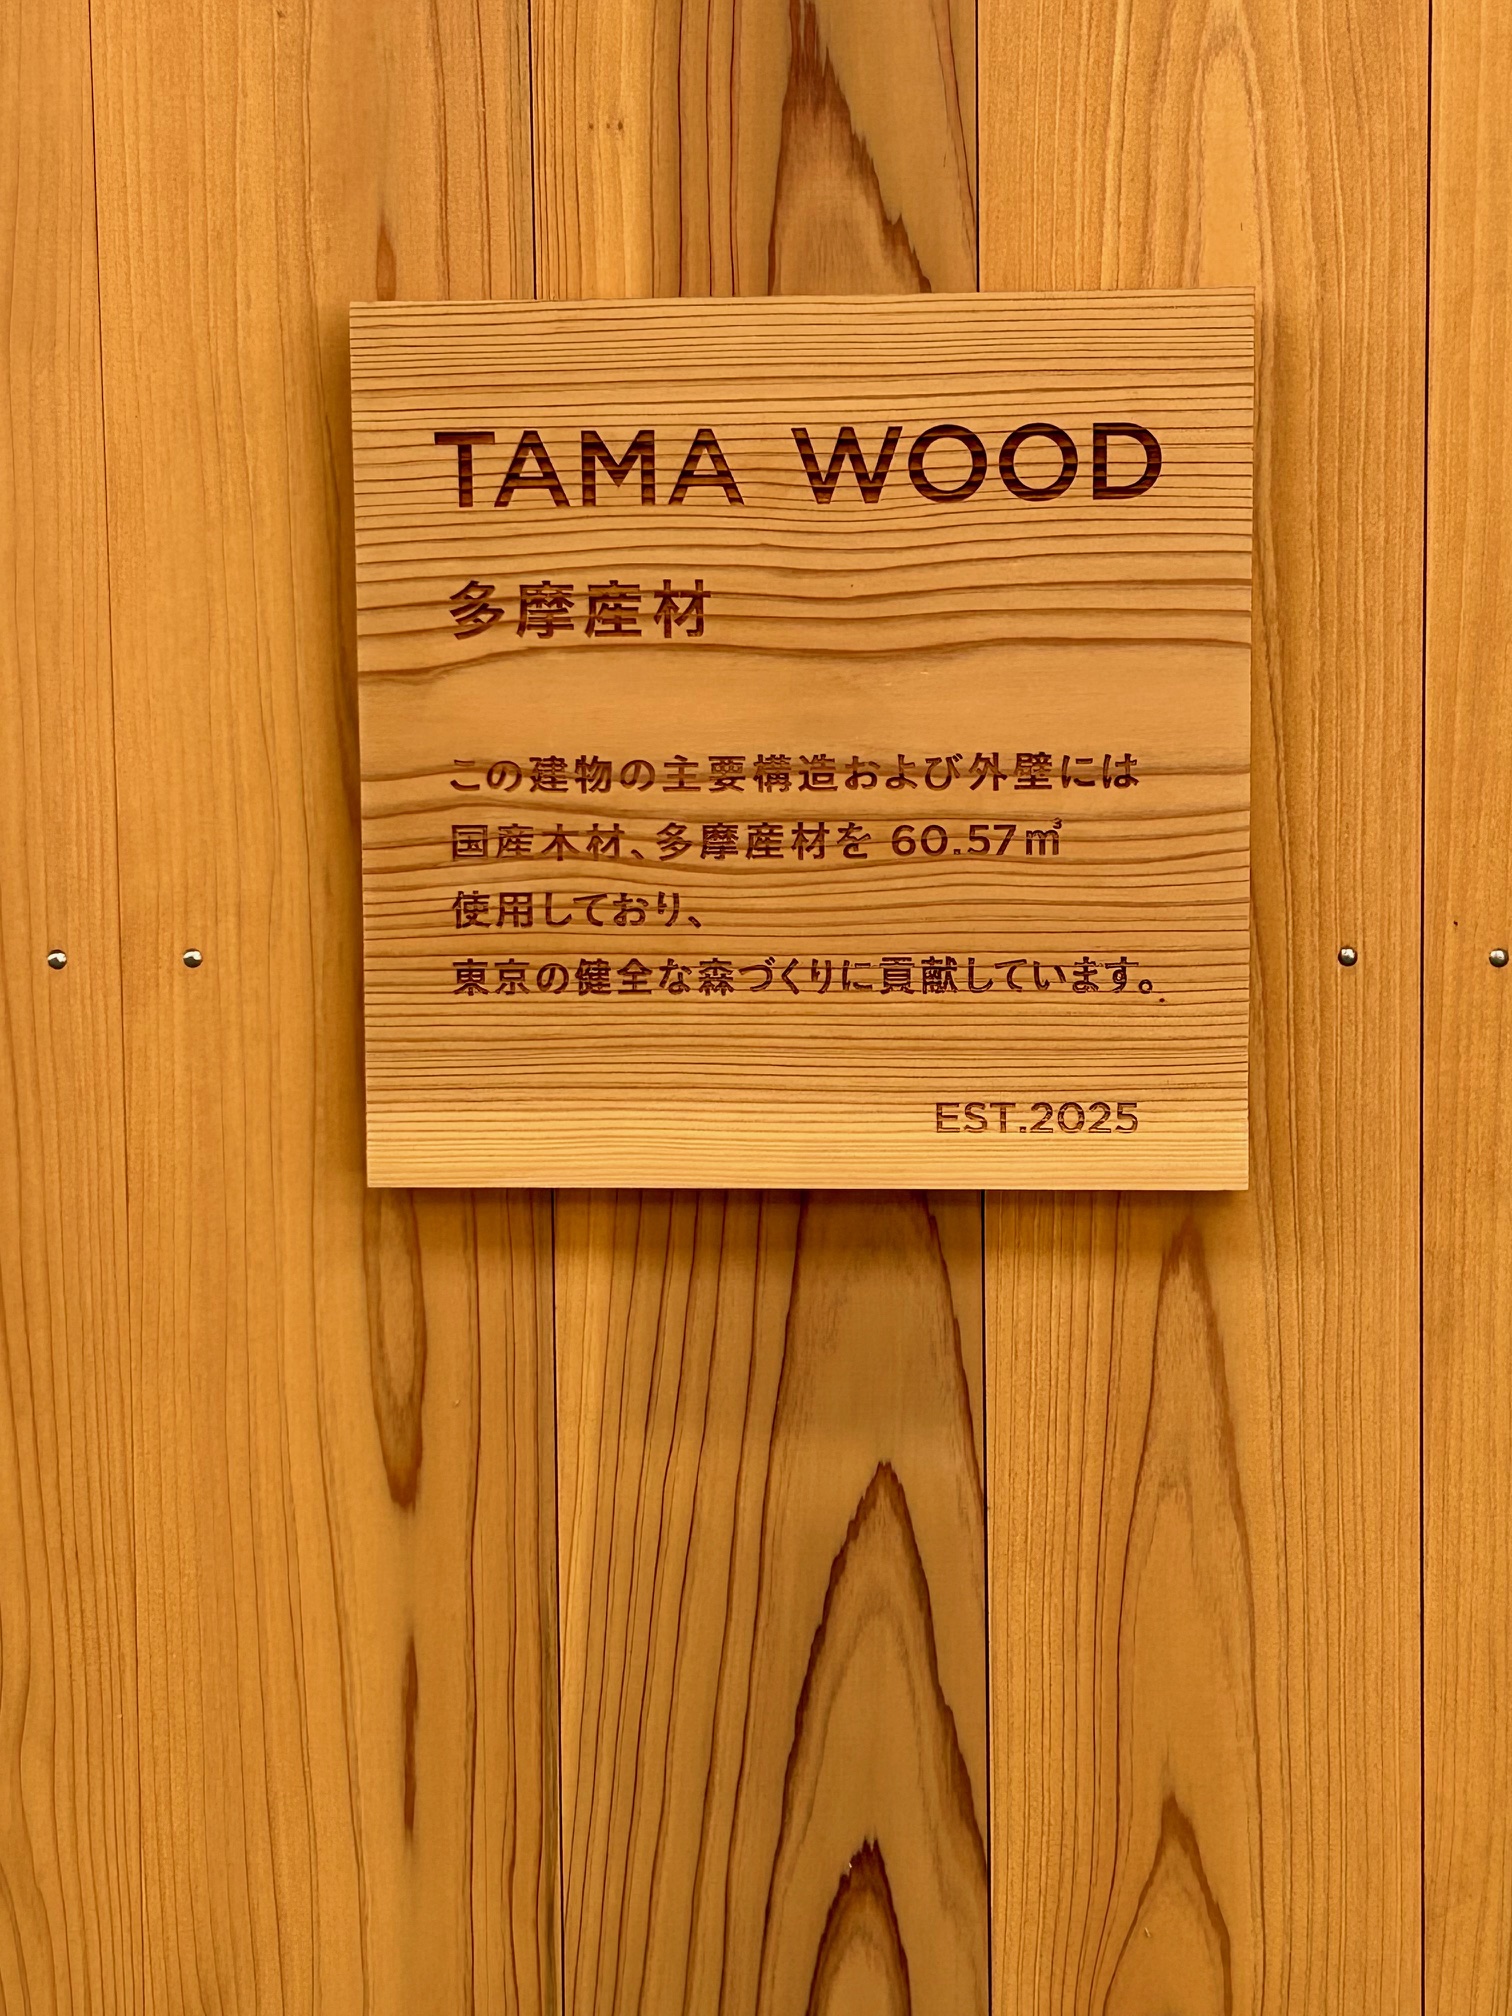 TAMA WOOD
多摩産材
この建物の主要構造および外壁には
国産木材、多摩産材を 60.57㎥
使用しており、
東京の健全な森づくりに貢献しています。
EST.2025